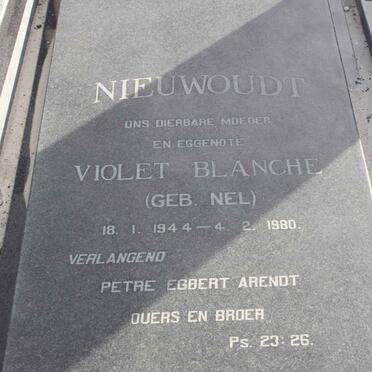 NIEUWOUDT
ONS DIERBARE MOEDER
EN EGGENOTE
VIOLET BLANCHE
(GEB. NEL)
18. 1. 1944 — 4. 2. 1980.
VERLANGEND
PETRE EGBERT ARENDT
OUERS EN BROER
Ps. 23:26.